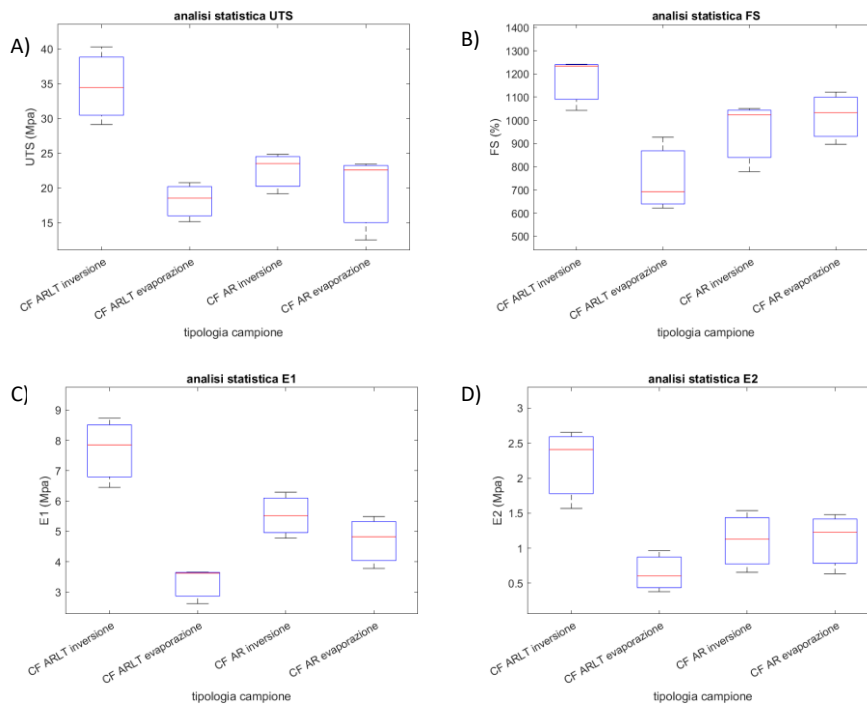 A)
analisi statistica UTS
UTS (Mpa)
40
35
30
25
20
15
CF ARLT inversione
CF ARLT evaporazione
CF AR inversione
CF AR evaporazione
tipologia campione
B)
analisi statistica FS
FS (%)
1400
1300
1200
1100
1000
900
800
700
600
500
CF ARLT inversione
CF ARLT evaporazione
CF AR inversione
CF AR evaporazione
tipologia campione
C)
analisi statistica E1
E1 (Mpa)
9
8
7
6
5
4
3
CF ARLT inversione
CF ARLT evaporazione
CF AR inversione
CF AR evaporazione
tipologia campione
D)
analisi statistica E2
E2 (Mpa)
3
2.5
2
1.5
1
0.5
CF ARLT inversione
CF ARLT evaporazione
CF AR inversione
CF AR evaporazione
tipologia campione